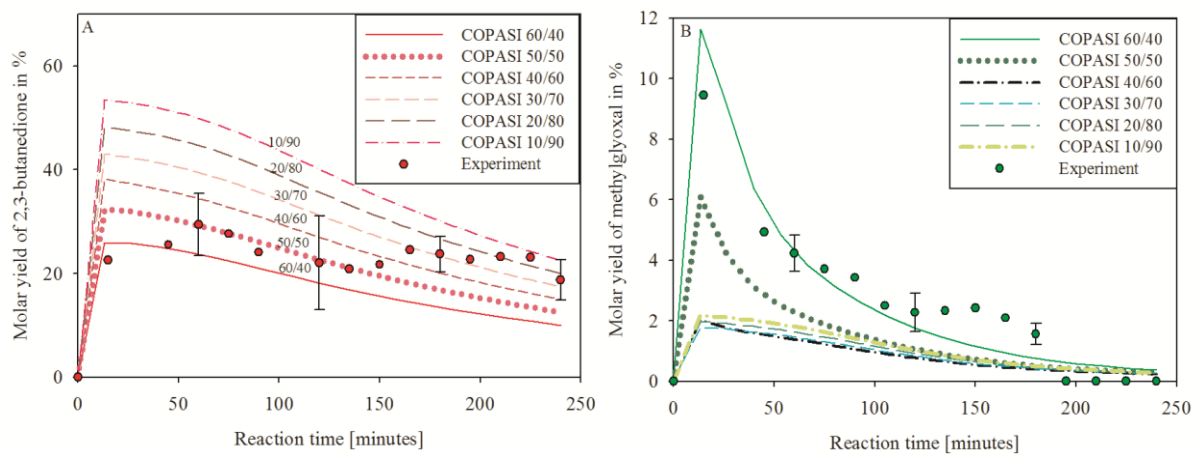 A
COPASI 60/40
COPASI 50/50
COPASI 40/60
COPASI 30/70
COPASI 20/80
COPASI 10/90
Experiment
Molar yield of 2,3-butanedione in %
60
40
20
0
10/90
20/80
30/70
40/60
50/50
60/40
0 50 100 150 200 250
Reaction time [minutes]
B
COPASI 60/40
COPASI 50/50
COPASI 40/60
COPASI 30/70
COPASI 20/80
COPASI 10/90
Experiment
Molar yield of methylglyoxal in %
12
10
8
6
4
2
0
0 50 100 150 200 250
Reaction time [minutes]